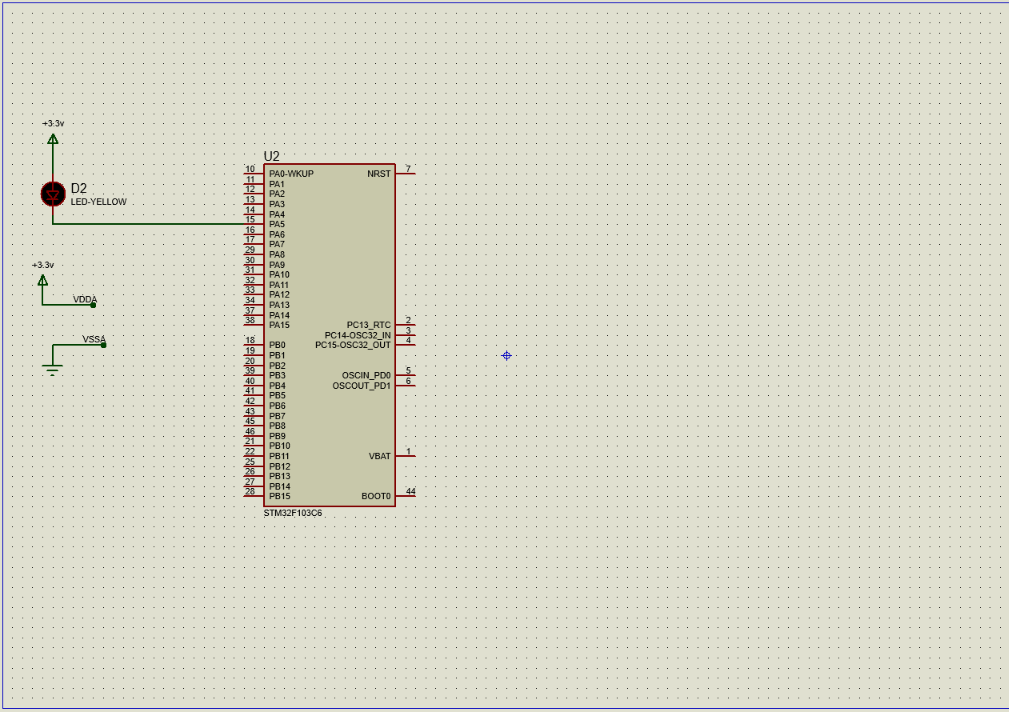 +3.3v
D2
LED-YELLOW
+3.3v
VDDA
VSSA
U2
10 PA0-WKUP
11 PA1
12 PA2
13 PA3
14 PA4
15 PA5
16 PA6
17 PA7
29 PA8
30 PA9
31 PA10
32 PA11
33 PA12
34 PA13
37 PA14
38 PA15
18 PB0
19 PB1
20 PB2
39 PB3
40 PB4
41 PB5
42 PB6
43 PB7
45 PB8
46 PB9
21 PB10
22 PB11
25 PB12
26 PB13
27 PB14
28 PB15
NRST 7
PC13_RTC 2
PC14-OSC32_IN 3
PC15-OSC32_OUT 4
OSCIN_PD0 5
OSCOUT_PD1 6
VBAT 1
BOOT0 44
STM32F103C6